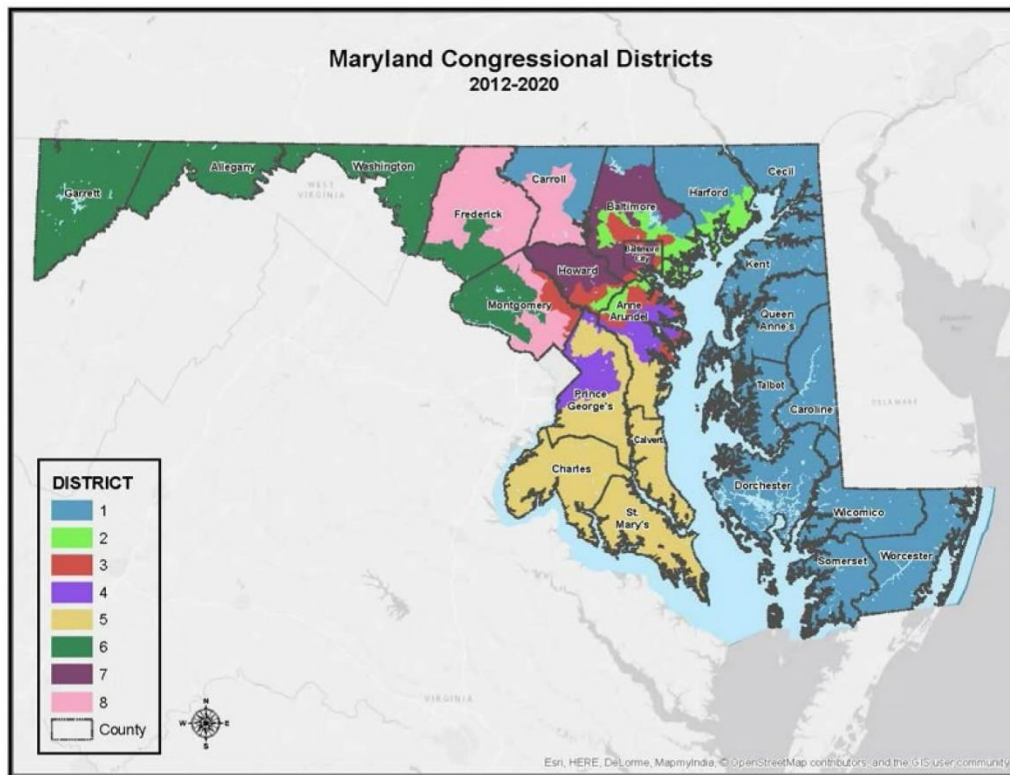 Maryland Congressional Districts
2012-2020
Garrett
Allegany
Washington
Frederick
Carroll
Baltimore
Harford
Cecil
WEST
VIRGINIA
Baltimore
City
Howard
Montgomery
Anne
Arundel
Kent
Queen
Anne's
Talbot
Caroline
DELAWARE
Prince
George's
Calvert
Charles
St.
Mary's
Dorchester
Wicomico
Somerset
Worcester
VIRGINIA
DISTRICT
1
2
3
4
5
6
7
8
County
N
W
E
S
Esri, HERE, DeLorme, MapmyIndia, © OpenStreetMap contributors, and the GIS user community